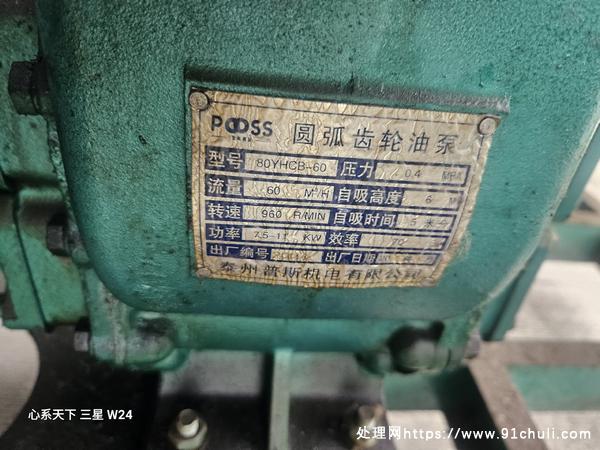 POOSS 圆弧齿轮油泵
型号 80YHCB-60 压力 0.4 MPA
流量 60 M³/H 自吸高度 6 M
转速 960 R/MIN 自吸时间
功率 7.5-11 KW 效率 70
出厂编号 出厂日期
泰州普斯机电有限公司
心系天下 三星 W24
处理网https://www.91chuli.com